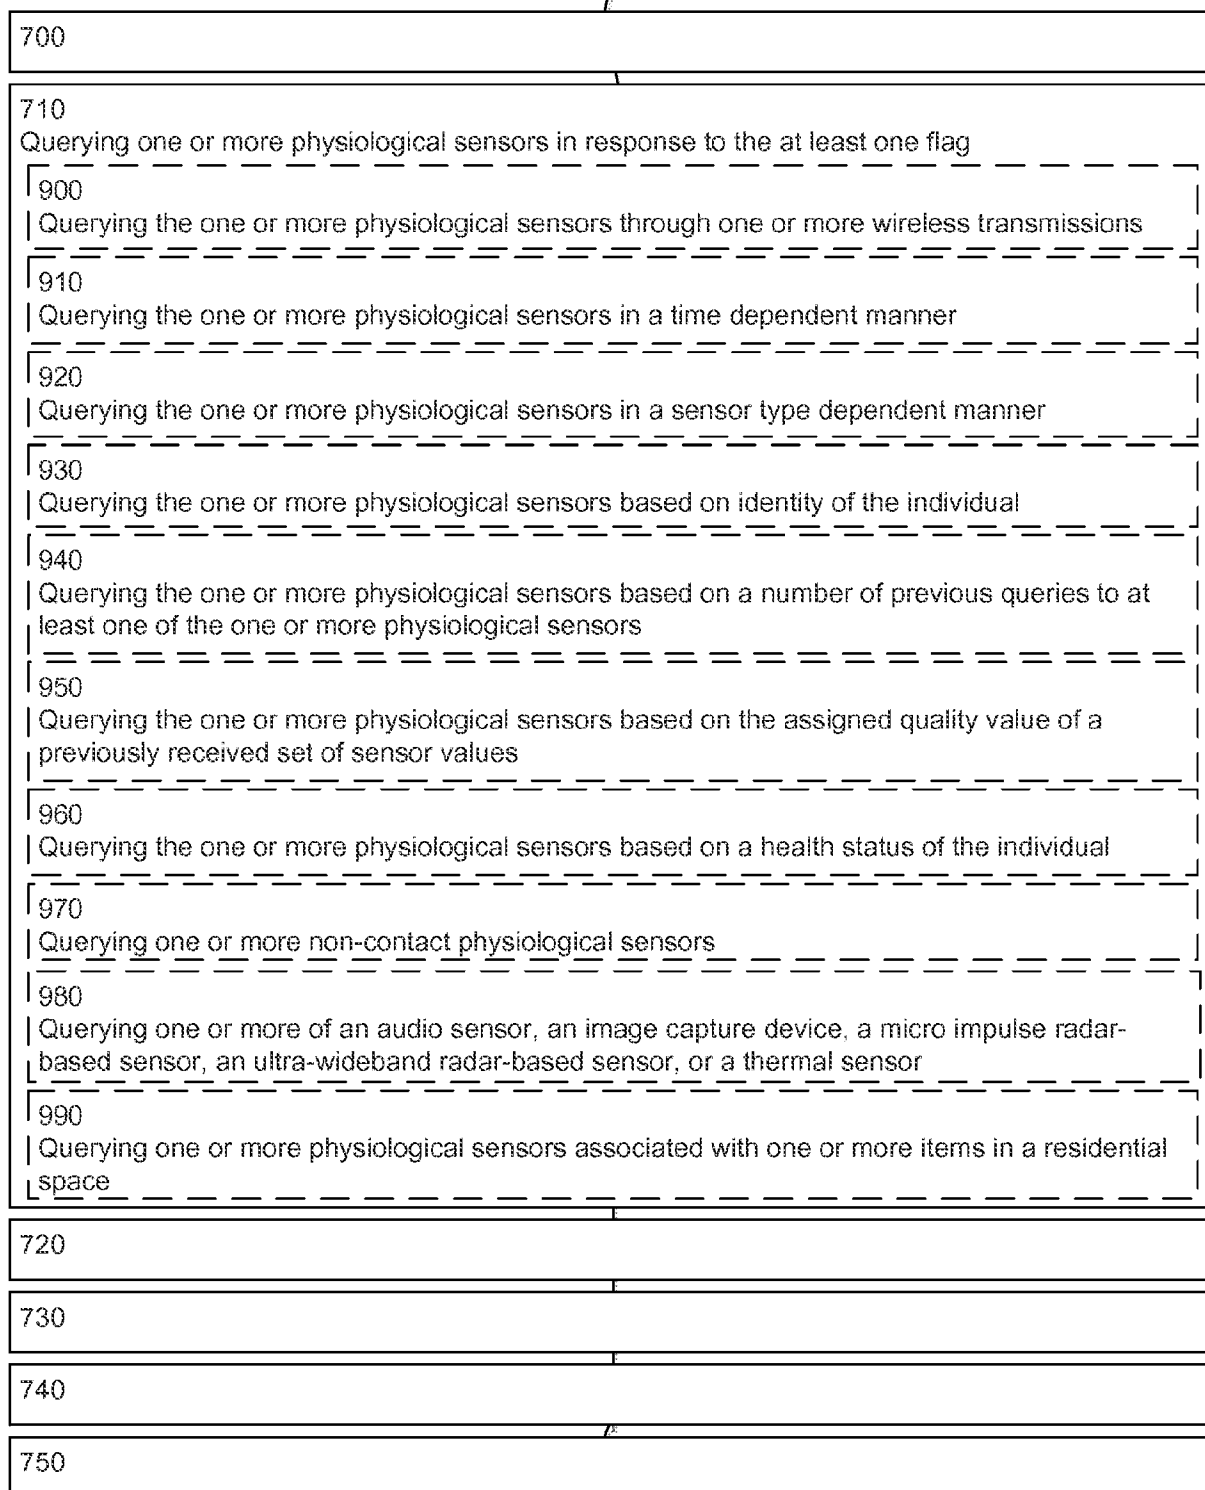 700
710
Querying one or more physiological sensors in response to the at least one flag
900
Querying the one or more physiological sensors through one or more wireless transmissions
910
Querying the one or more physiological sensors in a time dependent manner
920
Querying the one or more physiological sensors in a sensor type dependent manner
930
Querying the one or more physiological sensors based on identity of the individual
940
Querying the one or more physiological sensors based on a number of previous queries to at
least one of the one or more physiological sensors
950
Querying the one or more physiological sensors based on the assigned quality value of a
previously received set of sensor values
960
Querying the one or more physiological sensors based on a health status of the individual
970
Querying one or more non-contact physiological sensors
980
Querying one or more of an audio sensor, an image capture device, a micro impulse radar-
based sensor, an ultra-wideband radar-based sensor, or a thermal sensor
990
Querying one or more physiological sensors associated with one or more items in a residential
space
720
730
740
750